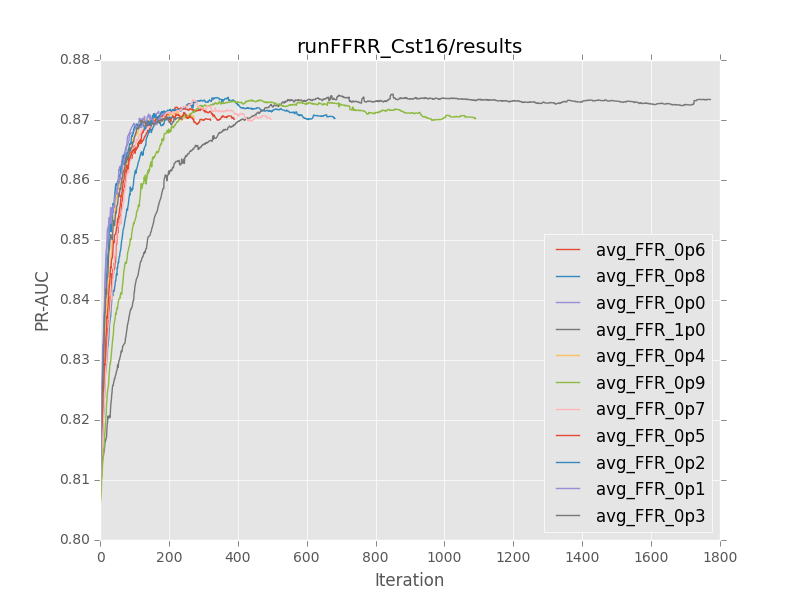 runFFRR_Cst16/results
PR-AUC
0.88
0.87
0.86
0.85
0.84
0.83
0.82
0.81
0.80
avg_FFR_0p6
avg_FFR_0p8
avg_FFR_0p0
avg_FFR_1p0
avg_FFR_0p4
avg_FFR_0p9
avg_FFR_0p7
avg_FFR_0p5
avg_FFR_0p2
avg_FFR_0p1
avg_FFR_0p3
0 200 400 600 800 1000 1200 1400 1600 1800
Iteration